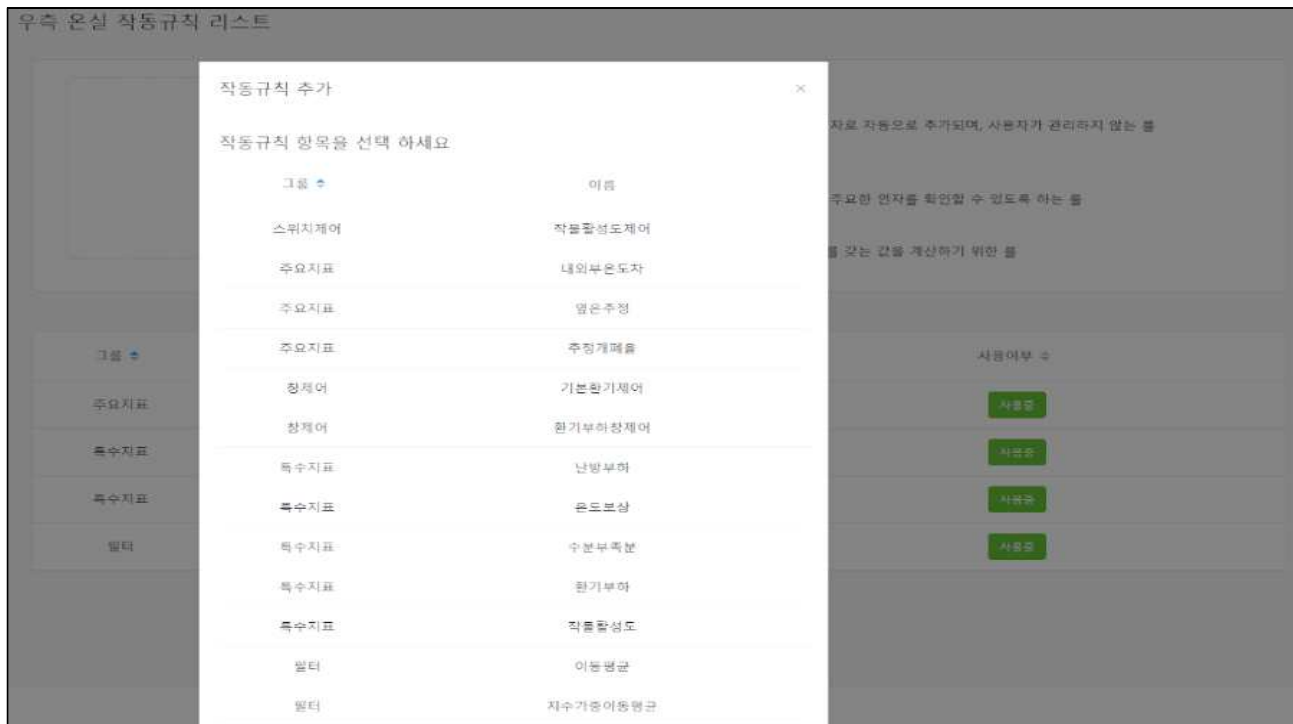 우측 온실 작동규칙 리스트
작동규칙 추가 ×
작동규칙 항목을 선택 하세요
자로 자동으로 추가되며, 사용자가 관리하지 않는 룰
주요한 인자를 확인할 수 있도록 하는 룰
를 갖는 값을 계산하기 위한 룰
그룹 이름
스위치제어 작물활성도제어
주요지표 내외부온도차
주요지표 엽온추정
주요지표 추정개폐율
창제어 기본환기제어
창제어 환기부하창제어
특수지표 난방부하
특수지표 온도보상
특수지표 수분부족분
특수지표 환기부하
특수지표 작물활성도
필터 이동평균
필터 지수가중이동평균
그룹 사용여부
주요지표 사용중
특수지표 사용중
특수지표 사용중
필터 사용중